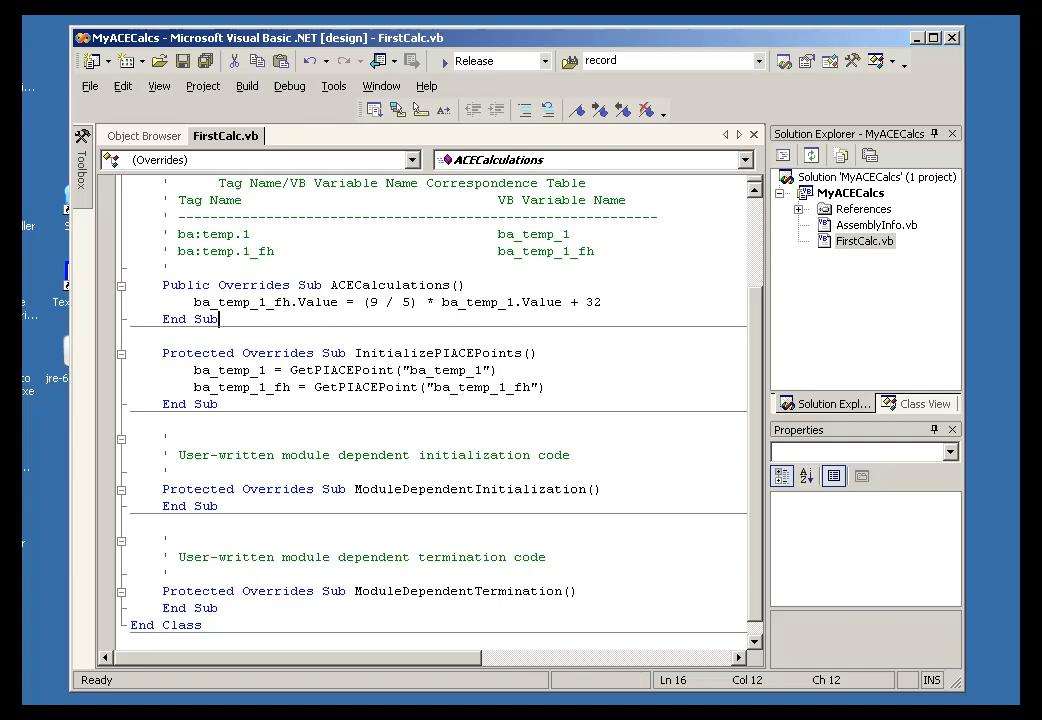 MyACECalcs - Microsoft Visual Basic .NET [design] - FirstCalc.vb
Release
record
File Edit View Project Build Debug Tools Window Help
Object Browser FirstCalc.vb
Toolbox
(Overrides)
ACECalculations
' Tag Name/VB Variable Name Correspondence Table
' Tag Name VB Variable Name
' ------------------------------------------------------------
' ba:temp.1 ba_temp_1
' ba:temp.1_fh ba_temp_1_fh
'
Public Overrides Sub ACECalculations()
ba_temp_1_fh.Value = (9 / 5) * ba_temp_1.Value + 32
End Sub
Protected Overrides Sub InitializePIACEPoints()
ba_temp_1 = GetPIACEPoint("ba_temp_1")
ba_temp_1_fh = GetPIACEPoint("ba_temp_1_fh")
End Sub
'
' User-written module dependent initialization code
'
Protected Overrides Sub ModuleDependentInitialization()
End Sub
'
' User-written module dependent termination code
'
Protected Overrides Sub ModuleDependentTermination()
End Sub
End Class
Solution Explorer - MyACECalcs
Solution 'MyACECalcs' (1 project)
MyACECalcs
References
AssemblyInfo.vb
FirstCalc.vb
Solution Expl... Class View
Properties
Ready
Ln 16 Col 12 Ch 12 INS
ller
Tex
ri...
jre-6
to
xe